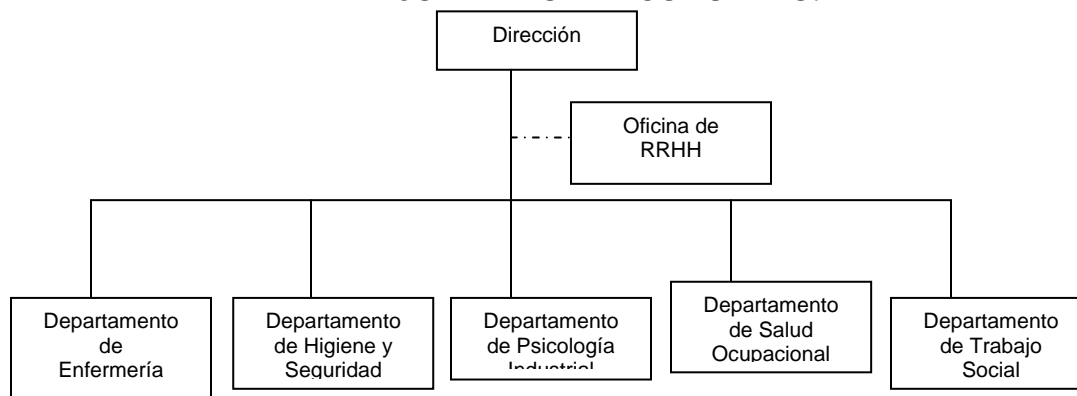 Dirección
Oficina de
RRHH
Departamento
de
Enfermería
Departamento
de Higiene y
Seguridad
Departamento
de Psicología
Industrial
Departamento
de Salud
Ocupacional
Departamento
de Trabajo
Social